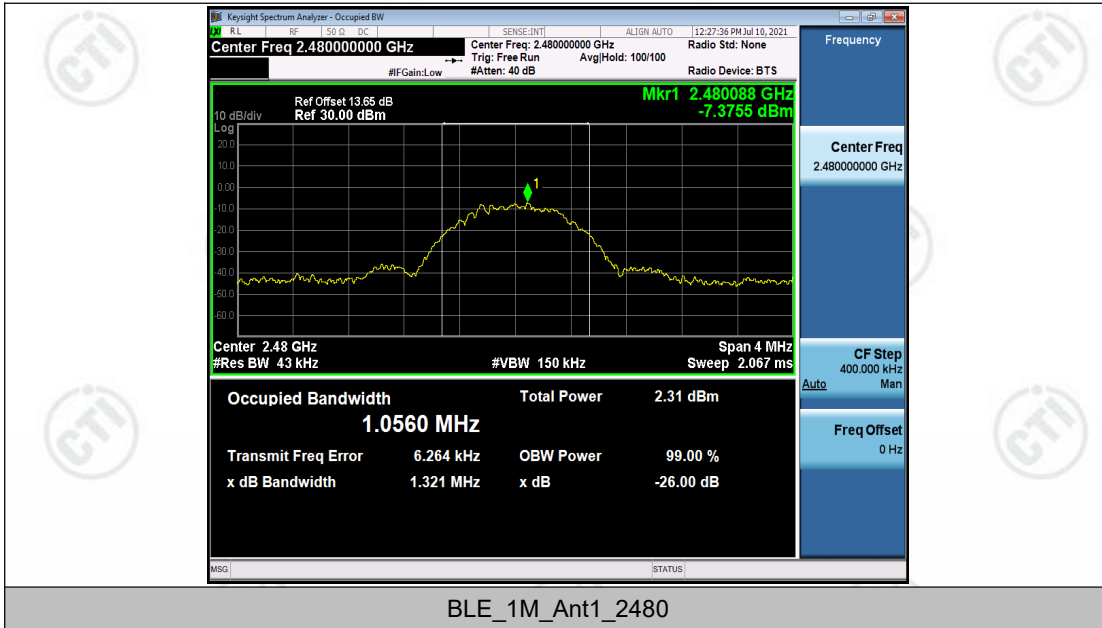 Keysight Spectrum Analyzer - Occupied BW
RL RF 50 Ω DC SENSE:INT ALIGN AUTO 12:27:36 PM Jul 10, 2021
Center Freq 2.480000000 GHz
Center Freq: 2.480000000 GHz
Radio Std: None
Trig: Free Run Avg|Hold: 100/100
#IFGain:Low #Atten: 40 dB Radio Device: BTS
Frequency
Mkr1 2.480088 GHz
-7.3755 dBm
Ref Offset 13.65 dB
10 dB/div Ref 30.00 dBm
Log
20.0
10.0
0.00
-10.0
-20.0
-30.0
-40.0
-50.0
-60.0
1
Center 2.48 GHz Span 4 MHz
#Res BW 43 kHz #VBW 150 kHz Sweep 2.067 ms
Occupied Bandwidth Total Power 2.31 dBm
1.0560 MHz
Transmit Freq Error 6.264 kHz OBW Power 99.00 %
x dB Bandwidth 1.321 MHz x dB -26.00 dB
Center Freq
2.480000000 GHz
CF Step
400.000 kHz
Auto Man
Freq Offset
0 Hz
MSG STATUS
BLE_1M_Ant1_2480
CTI
CTI
CTI
CTI